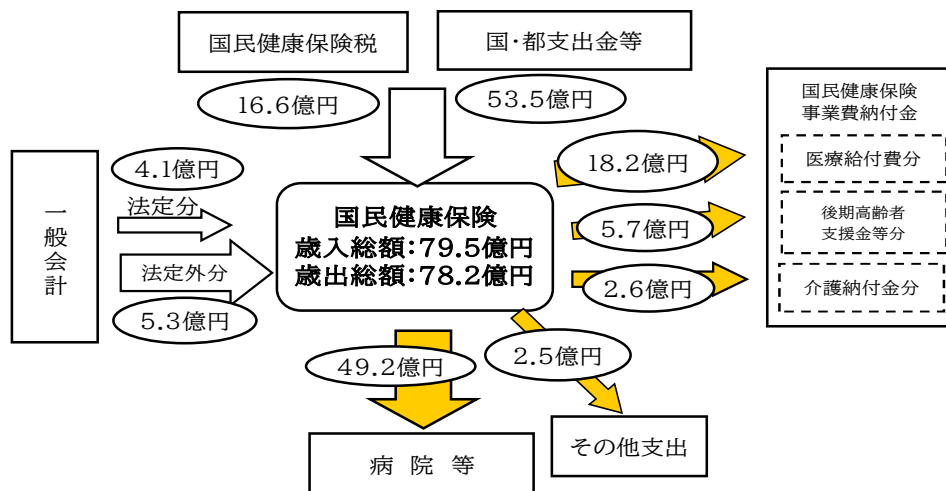 国民健康保険税
国・都支出金等
16.6億円
53.5億円
一般会計
4.1億円
法定分
法定外分
5.3億円
国民健康保険
歳入総額:79.5億円
歳出総額:78.2億円
18.2億円
5.7億円
2.6億円
国民健康保険
事業費納付金
医療給付費分
後期高齢者
支援金等分
介護納付金分
49.2億円
2.5億円
病 院 等
その他支出